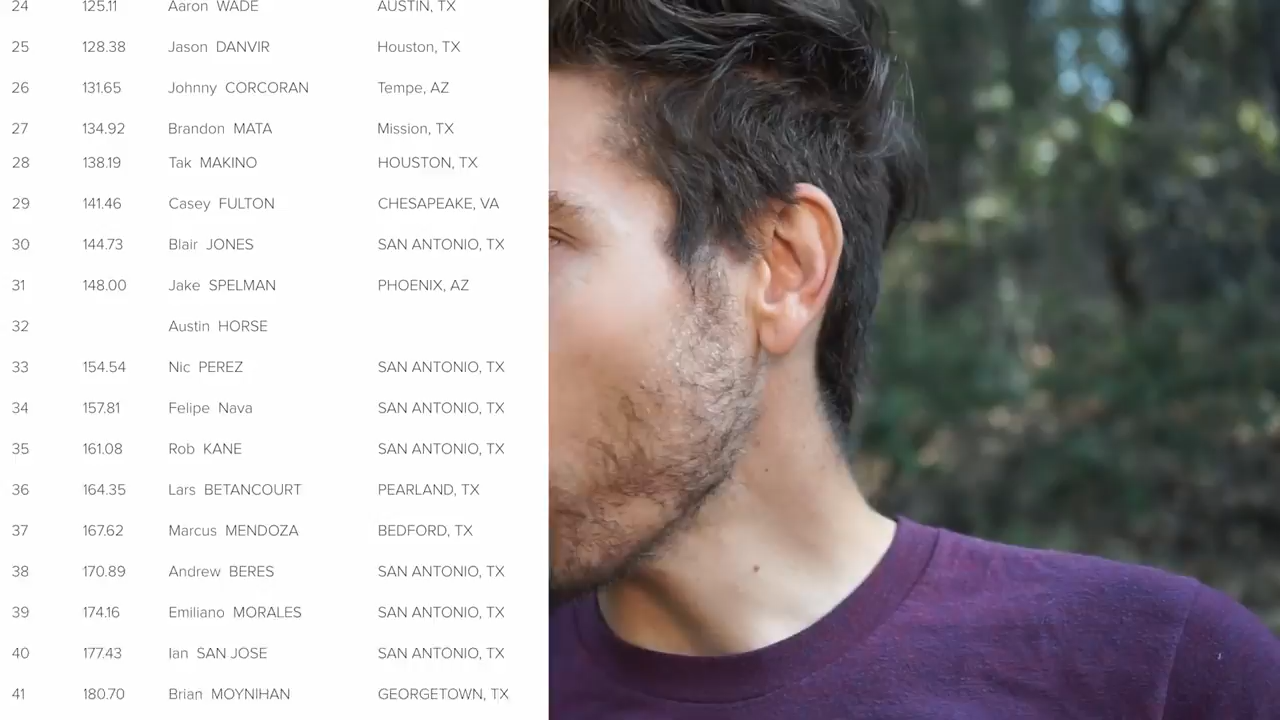 24 125.11 Aaron WADE AUSTIN, TX
25 128.38 Jason DANVIR Houston, TX
26 131.65 Johnny CORCORAN Tempe, AZ
27 134.92 Brandon MATA Mission, TX
28 138.19 Tak MAKINO HOUSTON, TX
29 141.46 Casey FULTON CHESAPEAKE, VA
30 144.73 Blair JONES SAN ANTONIO, TX
31 148.00 Jake SPELMAN PHOENIX, AZ
32 Austin HORSE
33 154.54 Nic PEREZ SAN ANTONIO, TX
34 157.81 Felipe Nava SAN ANTONIO, TX
35 161.08 Rob KANE SAN ANTONIO, TX
36 164.35 Lars BETANCOURT PEARLAND, TX
37 167.62 Marcus MENDOZA BEDFORD, TX
38 170.89 Andrew BERES SAN ANTONIO, TX
39 174.16 Emiliano MORALES SAN ANTONIO, TX
40 177.43 Ian SAN JOSE SAN ANTONIO, TX
41 180.70 Brian MOYNIHAN GEORGETOWN, TX